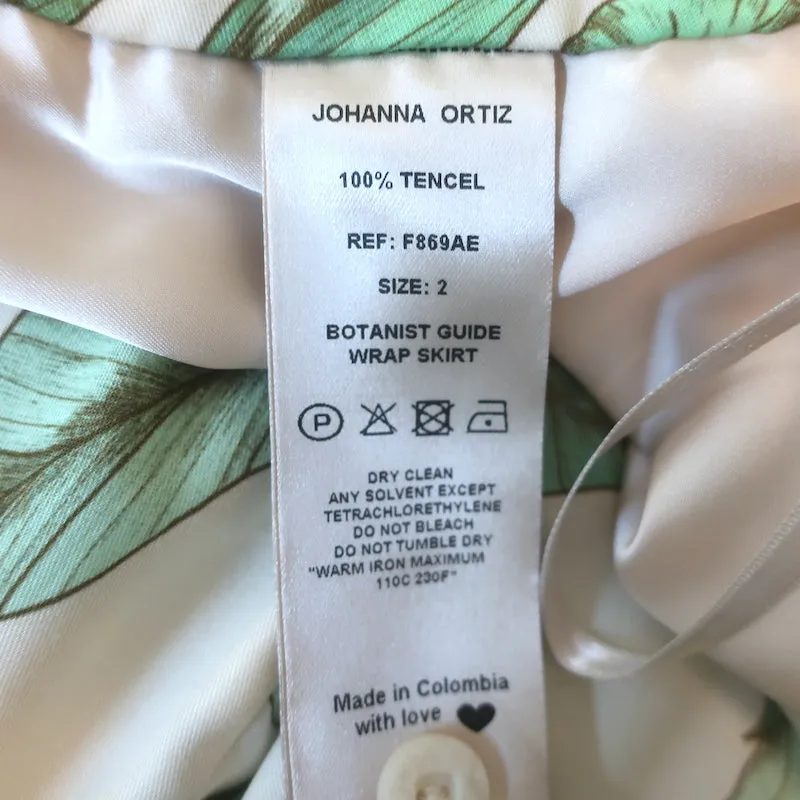 JOHANNA ORTIZ
100% TENCEL
REF: F869AE
SIZE: 2
BOTANIST GUIDE
WRAP SKIRT
P
DRY CLEAN
ANY SOLVENT EXCEPT
TETRACHLORETHYLENE
DO NOT BLEACH
DO NOT TUMBLE DRY
"WARM IRON MAXIMUM
110C 230F"
Made in Colombia
with love